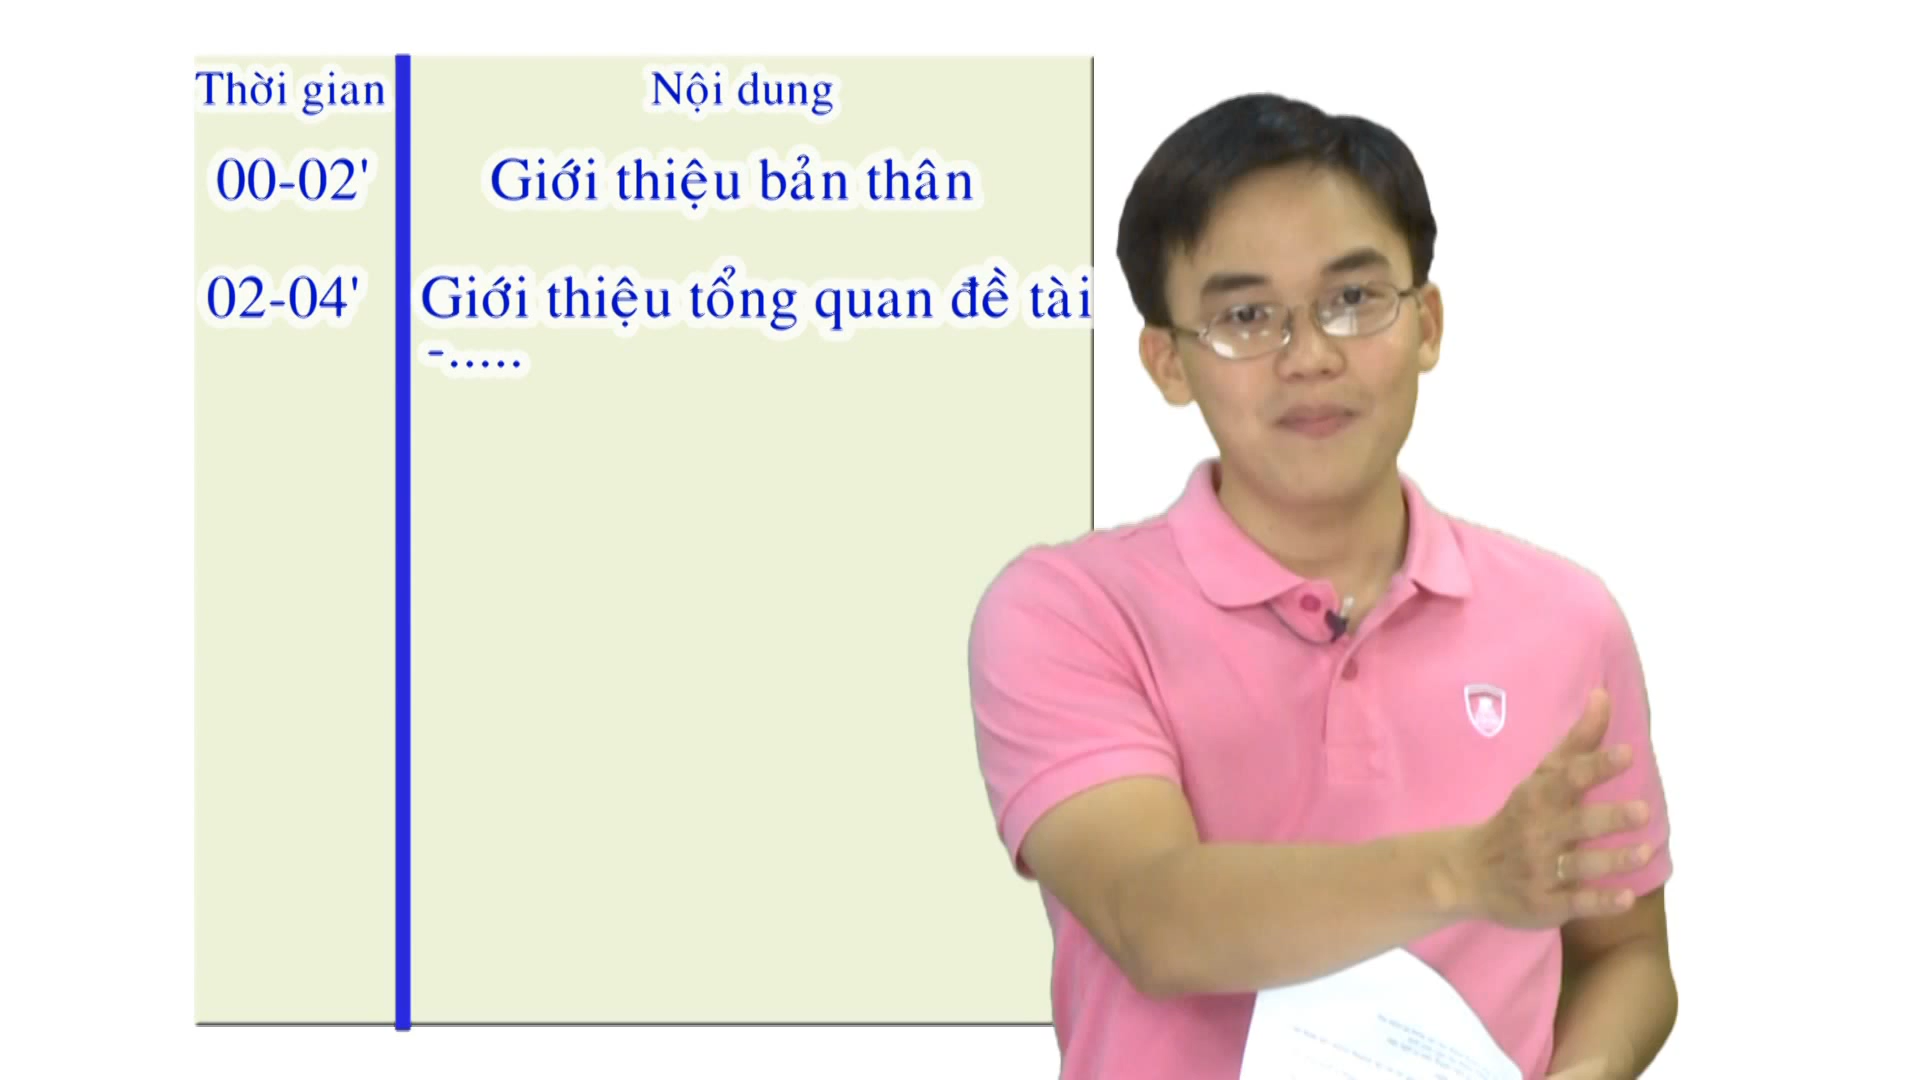 Thời gian Nội dung
00-02' Giới thiệu bản thân
02-04' Giới thiệu tổng quan đề tài
-.....